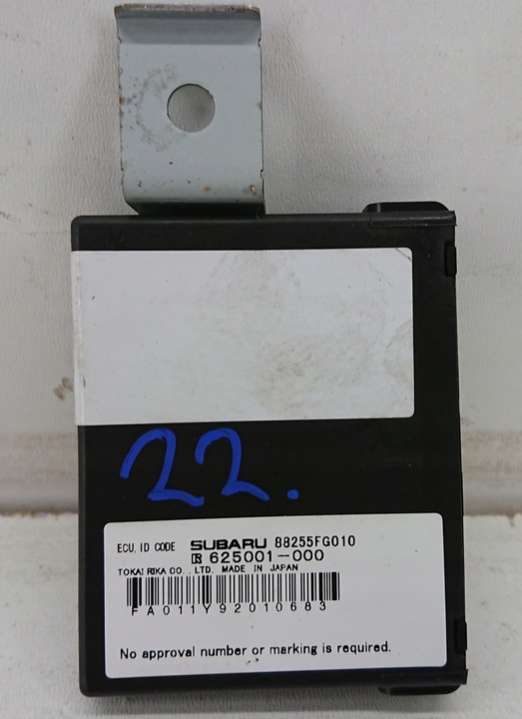 22.
ECU, ID CODE SUBARU 88255FG010
625001-000
TOKAI RIKA CO., LTD. MADE IN JAPAN
FA011Y92010683
No approval number or marking is required.